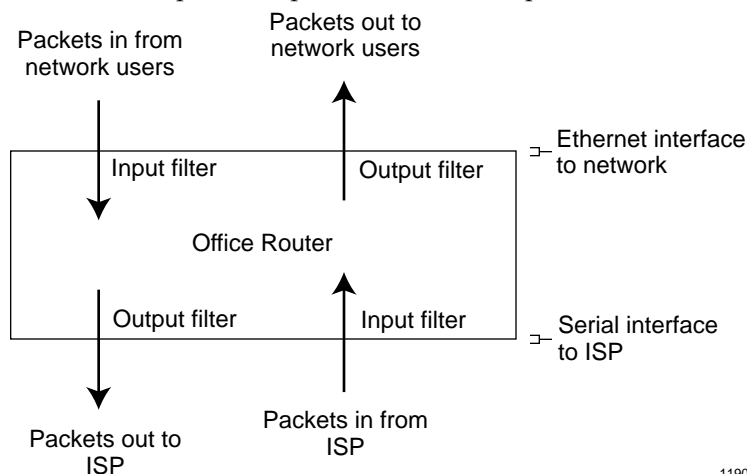 Packets in from
network users
Packets out to
network users
Input filter
Output filter
Ethernet interface
to network
Office Router
Output filter
Input filter
Serial interface
to ISP
Packets out to
ISP
Packets in from
ISP